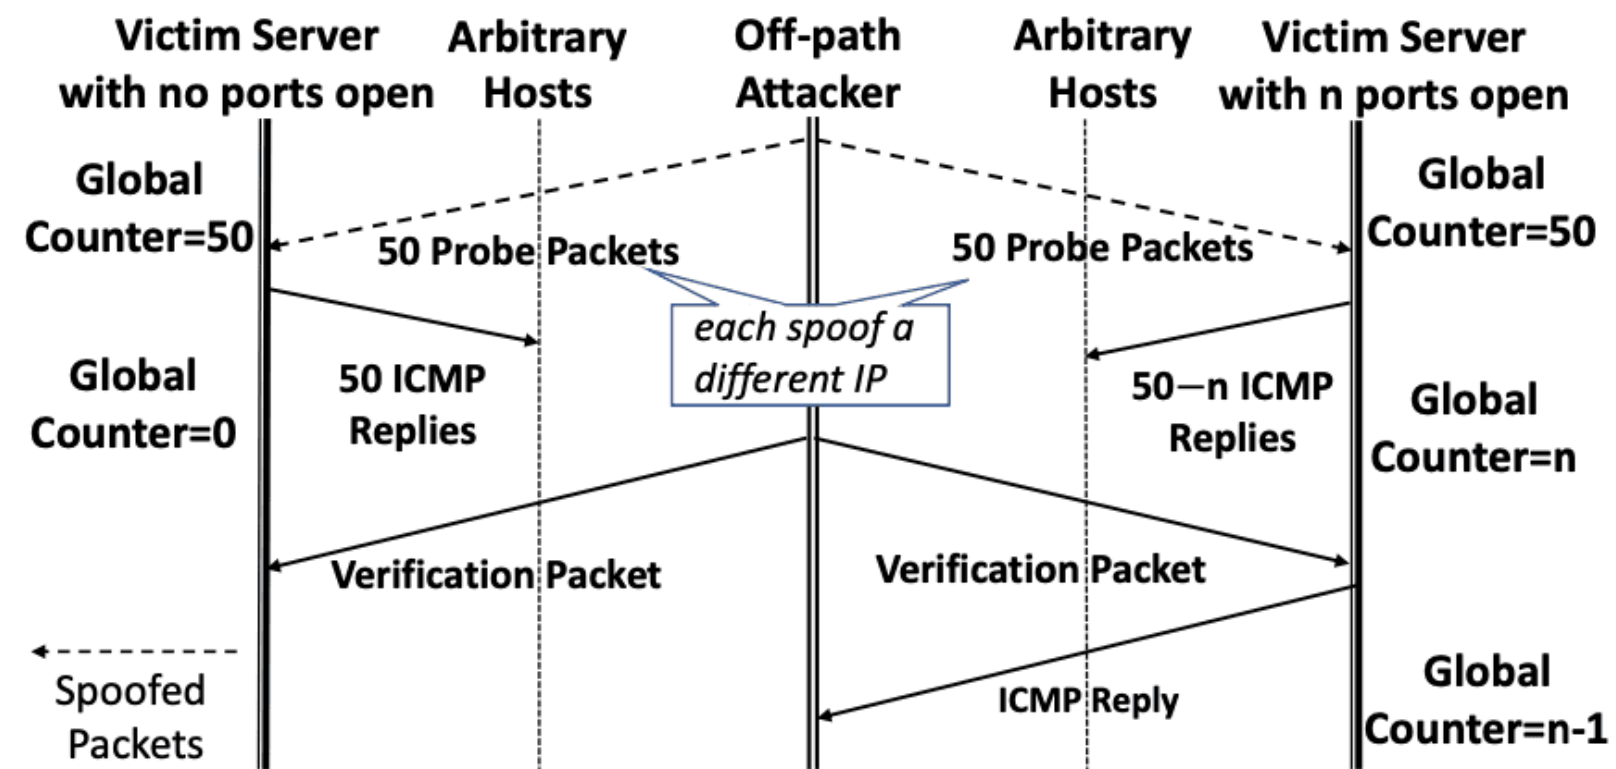 Victim Server
with no ports open
Arbitrary
Hosts
Off-path
Attacker
Arbitrary
Hosts
Victim Server
with n ports open
Global
Counter=50
50 Probe Packets
50 Probe Packets
Global
Counter=50
each spoof a
different IP
Global
Counter=0
50 ICMP
Replies
50−n ICMP
Replies
Global
Counter=n
Verification Packet
Verification Packet
Spoofed
Packets
ICMP Reply
Global
Counter=n-1